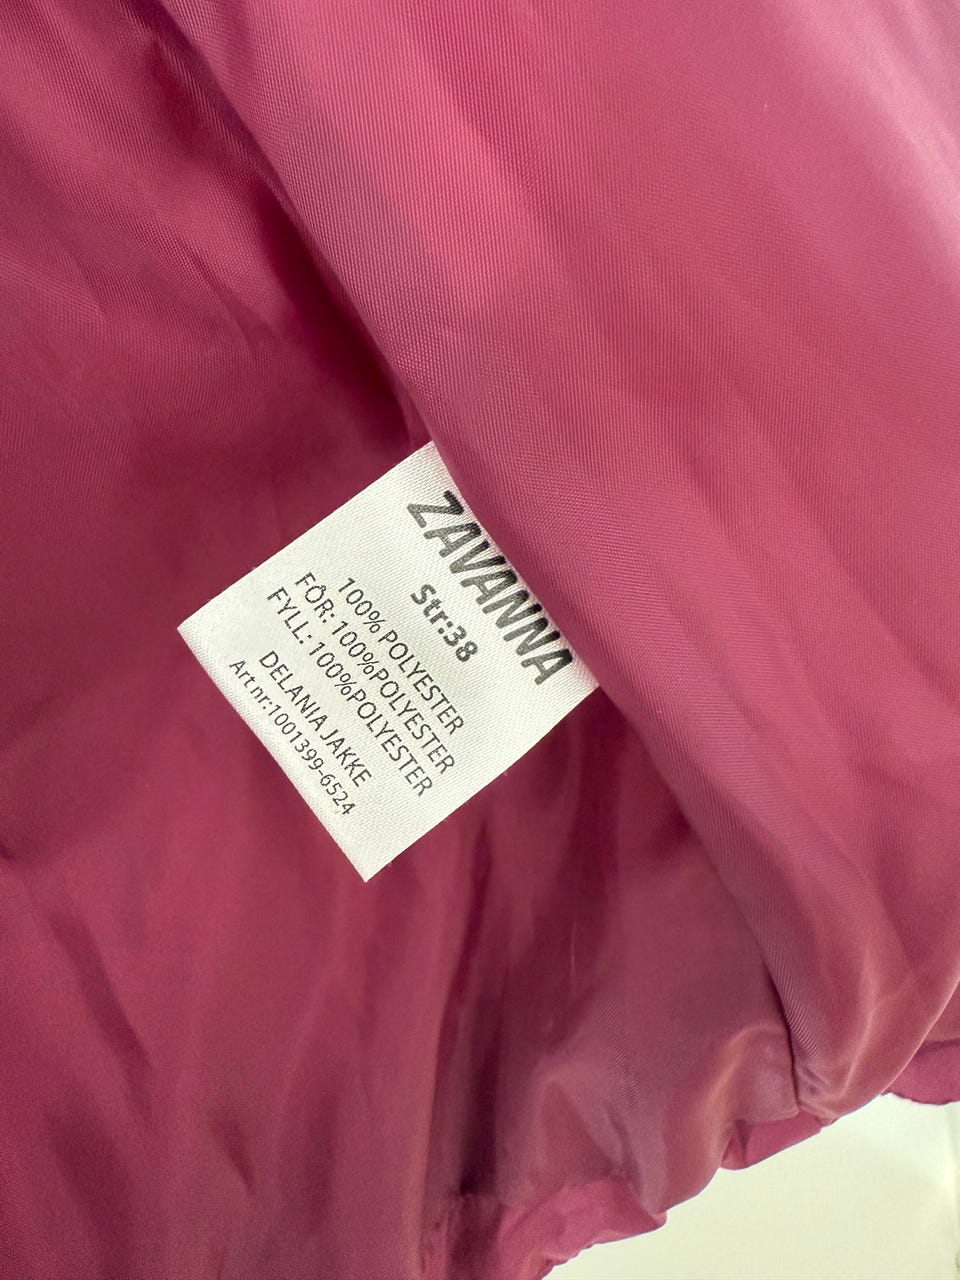 ZAVANNA
Str:38
100% POLYESTER
FÔR: 100%POLYESTER
FYLL: 100%POLYESTER
DELANIA JAKKE
Art nr:1001399-6524